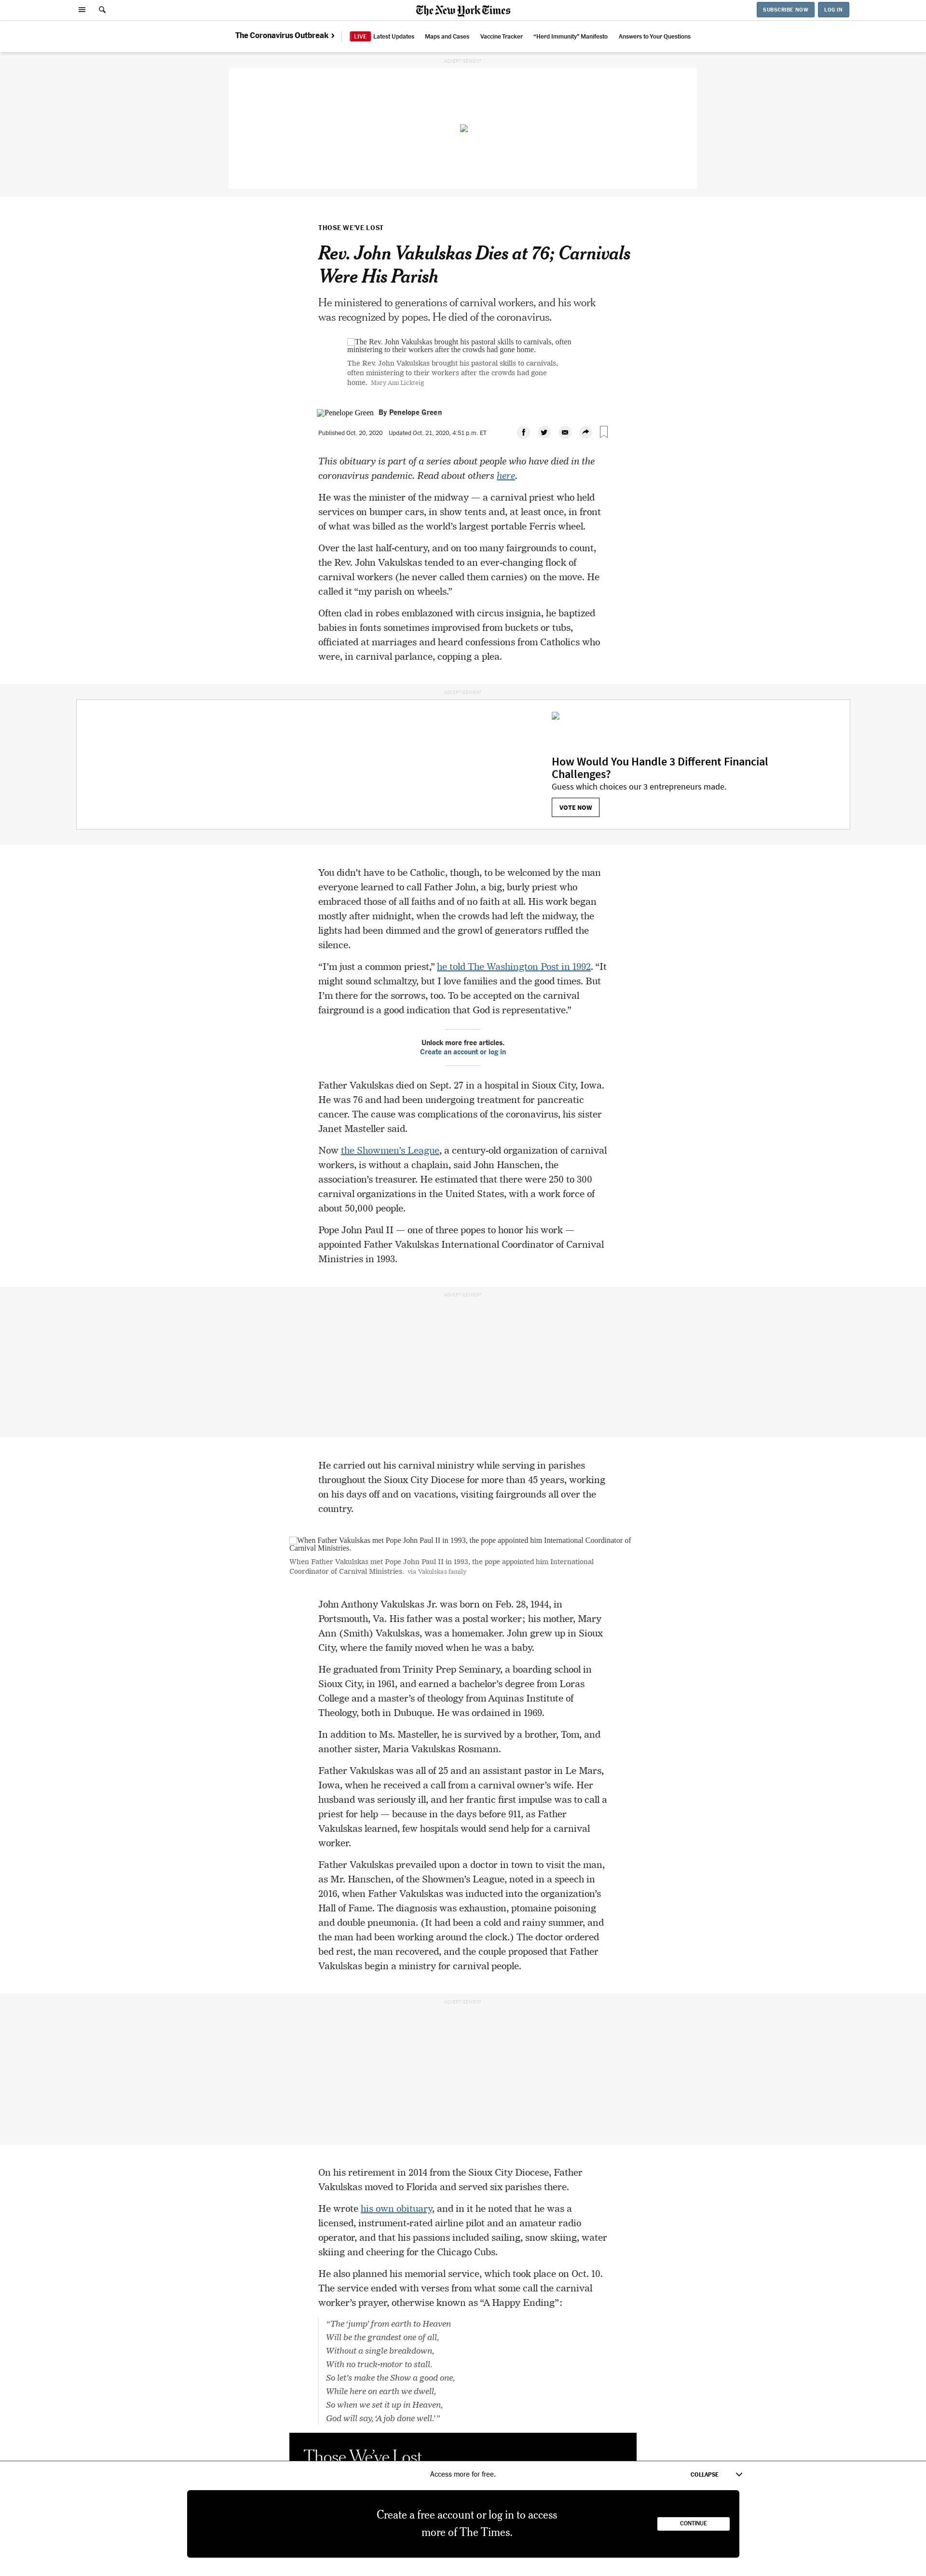 The New York Times
SUBSCRIBE NOW
LOG IN
The Coronavirus Outbreak ›
LIVE Latest Updates
Maps and Cases
Vaccine Tracker
“Herd Immunity” Manifesto
Answers to Your Questions
ADVERTISEMENT
THOSE WE’VE LOST
Rev. John Vakulskas Dies at 76; Carnivals
Were His Parish
He ministered to generations of carnival workers, and his work
was recognized by popes. He died of the coronavirus.
The Rev. John Vakulskas brought his pastoral skills to carnivals, often
ministering to their workers after the crowds had gone home.
The Rev. John Vakulskas brought his pastoral skills to carnivals,
often ministering to their workers after the crowds had gone
home. Mary Ann Lickteig
Penelope Green
By Penelope Green
Published Oct. 20, 2020 Updated Oct. 21, 2020, 4:51 p.m. ET
This obituary is part of a series about people who have died in the
coronavirus pandemic. Read about others here.
He was the minister of the midway — a carnival priest who held
services on bumper cars, in show tents and, at least once, in front
of what was billed as the world’s largest portable Ferris wheel.
Over the last half-century, and on too many fairgrounds to count,
the Rev. John Vakulskas tended to an ever-changing flock of
carnival workers (he never called them carnies) on the move. He
called it “my parish on wheels.”
Often clad in robes emblazoned with circus insignia, he baptized
babies in fonts sometimes improvised from buckets or tubs,
officiated at marriages and heard confessions from Catholics who
were, in carnival parlance, copping a plea.
ADVERTISEMENT
How Would You Handle 3 Different Financial
Challenges?
Guess which choices our 3 entrepreneurs made.
VOTE NOW
You didn’t have to be Catholic, though, to be welcomed by the man
everyone learned to call Father John, a big, burly priest who
embraced those of all faiths and of no faith at all. His work began
mostly after midnight, when the crowds had left the midway, the
lights had been dimmed and the growl of generators ruffled the
silence.
“I’m just a common priest,” he told The Washington Post in 1992. “It
might sound schmaltzy, but I love families and the good times. But
I’m there for the sorrows, too. To be accepted on the carnival
fairground is a good indication that God is representative.”
Unlock more free articles.
Create an account or log in
Father Vakulskas died on Sept. 27 in a hospital in Sioux City, Iowa.
He was 76 and had been undergoing treatment for pancreatic
cancer. The cause was complications of the coronavirus, his sister
Janet Masteller said.
Now the Showmen’s League, a century-old organization of carnival
workers, is without a chaplain, said John Hanschen, the
association’s treasurer. He estimated that there were 250 to 300
carnival organizations in the United States, with a work force of
about 50,000 people.
Pope John Paul II — one of three popes to honor his work —
appointed Father Vakulskas International Coordinator of Carnival
Ministries in 1993.
ADVERTISEMENT
He carried out his carnival ministry while serving in parishes
throughout the Sioux City Diocese for more than 45 years, working
on his days off and on vacations, visiting fairgrounds all over the
country.
When Father Vakulskas met Pope John Paul II in 1993, the pope appointed him International Coordinator of
Carnival Ministries.
When Father Vakulskas met Pope John Paul II in 1993, the pope appointed him International
Coordinator of Carnival Ministries. via Vakulskas family
John Anthony Vakulskas Jr. was born on Feb. 28, 1944, in
Portsmouth, Va. His father was a postal worker; his mother, Mary
Ann (Smith) Vakulskas, was a homemaker. John grew up in Sioux
City, where the family moved when he was a baby.
He graduated from Trinity Prep Seminary, a boarding school in
Sioux City, in 1961, and earned a bachelor’s degree from Loras
College and a master’s of theology from Aquinas Institute of
Theology, both in Dubuque. He was ordained in 1969.
In addition to Ms. Masteller, he is survived by a brother, Tom, and
another sister, Maria Vakulskas Rosmann.
Father Vakulskas was all of 25 and an assistant pastor in Le Mars,
Iowa, when he received a call from a carnival owner’s wife. Her
husband was seriously ill, and her frantic first impulse was to call a
priest for help — because in the days before 911, as Father
Vakulskas learned, few hospitals would send help for a carnival
worker.
Father Vakulskas prevailed upon a doctor in town to visit the man,
as Mr. Hanschen, of the Showmen’s League, noted in a speech in
2016, when Father Vakulskas was inducted into the organization’s
Hall of Fame. The diagnosis was exhaustion, ptomaine poisoning
and double pneumonia. (It had been a cold and rainy summer, and
the man had been working around the clock.) The doctor ordered
bed rest, the man recovered, and the couple proposed that Father
Vakulskas begin a ministry for carnival people.
ADVERTISEMENT
On his retirement in 2014 from the Sioux City Diocese, Father
Vakulskas moved to Florida and served six parishes there.
He wrote his own obituary, and in it he noted that he was a
licensed, instrument-rated airline pilot and an amateur radio
operator, and that his passions included sailing, snow skiing, water
skiing and cheering for the Chicago Cubs.
He also planned his memorial service, which took place on Oct. 10.
The service ended with verses from what some call the carnival
worker’s prayer, otherwise known as “A Happy Ending”:
“The ‘jump’ from earth to Heaven
Will be the grandest one of all,
Without a single breakdown,
With no truck-motor to stall.
So let’s make the Show a good one,
While here on earth we dwell,
So when we set it up in Heaven,
God will say, ‘A job done well.’”
Those We’ve Lost
Access more for free.
COLLAPSE
Create a free account or log in to access
more of The Times.
CONTINUE